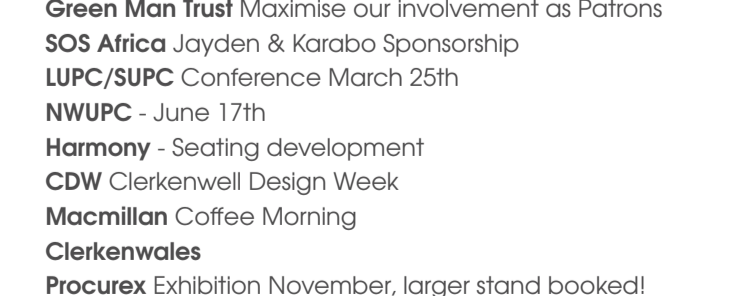 Green Man Trust Maximise our involvement as Patrons
SOS Africa Jayden & Karabo Sponsorship
LUPC/SUPC Conference March 25th
NWUPC - June 17th
Harmony - Seating development
CDW Clerkenwell Design Week
Macmillan Coffee Morning
Clerkenwales
Procurex Exhibition November, larger stand booked!